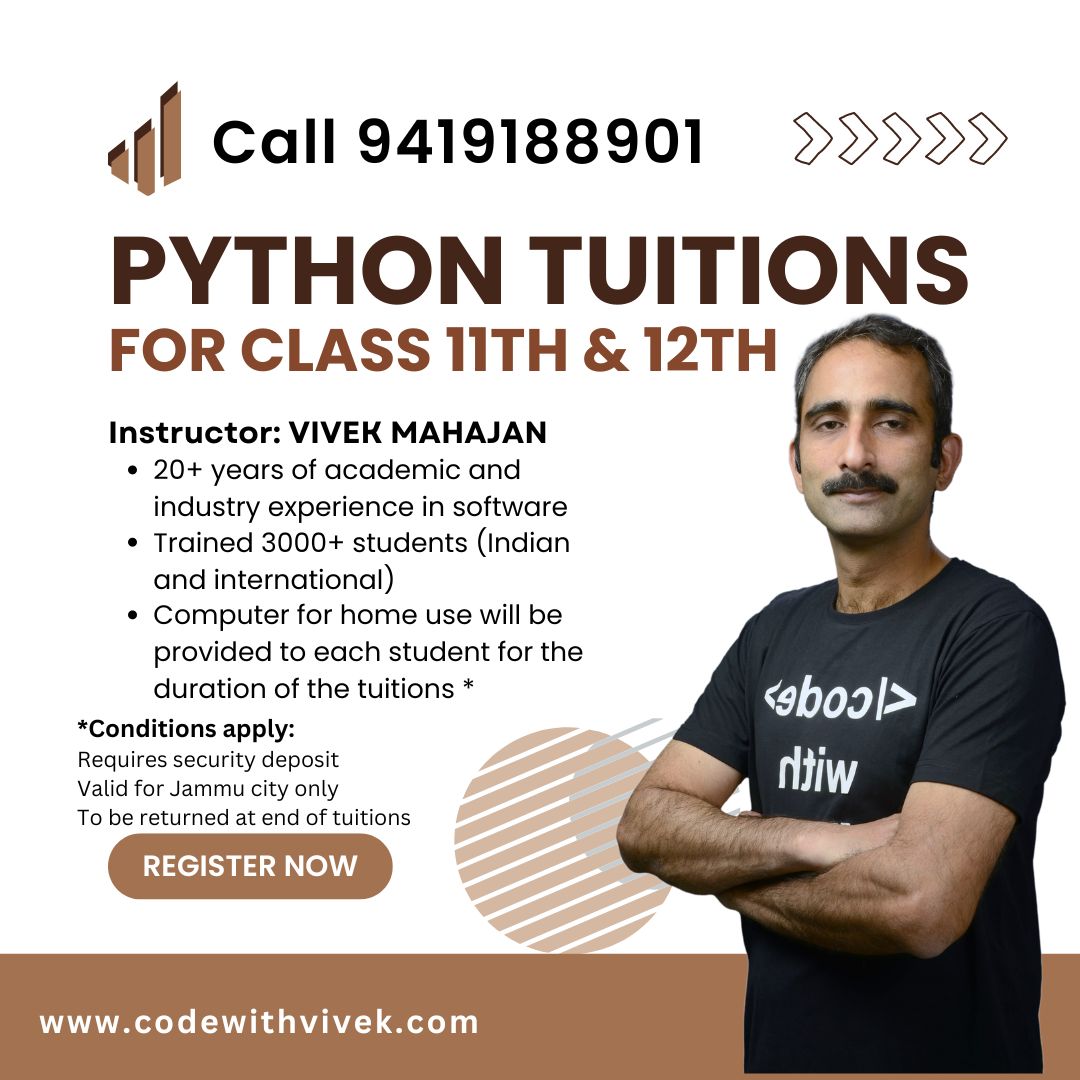 Call 9419188901
PYTHON TUITIONS
FOR CLASS 11TH & 12TH
Instructor: VIVEK MAHAJAN
• 20+ years of academic and
industry experience in software
• Trained 3000+ students (Indian
and international)
• Computer for home use will be
provided to each student for the
duration of the tuitions *
*Conditions apply:
Requires security deposit
Valid for Jammu city only
To be returned at end of tuitions
REGISTER NOW
<|code>
with
www.codewithvivek.com